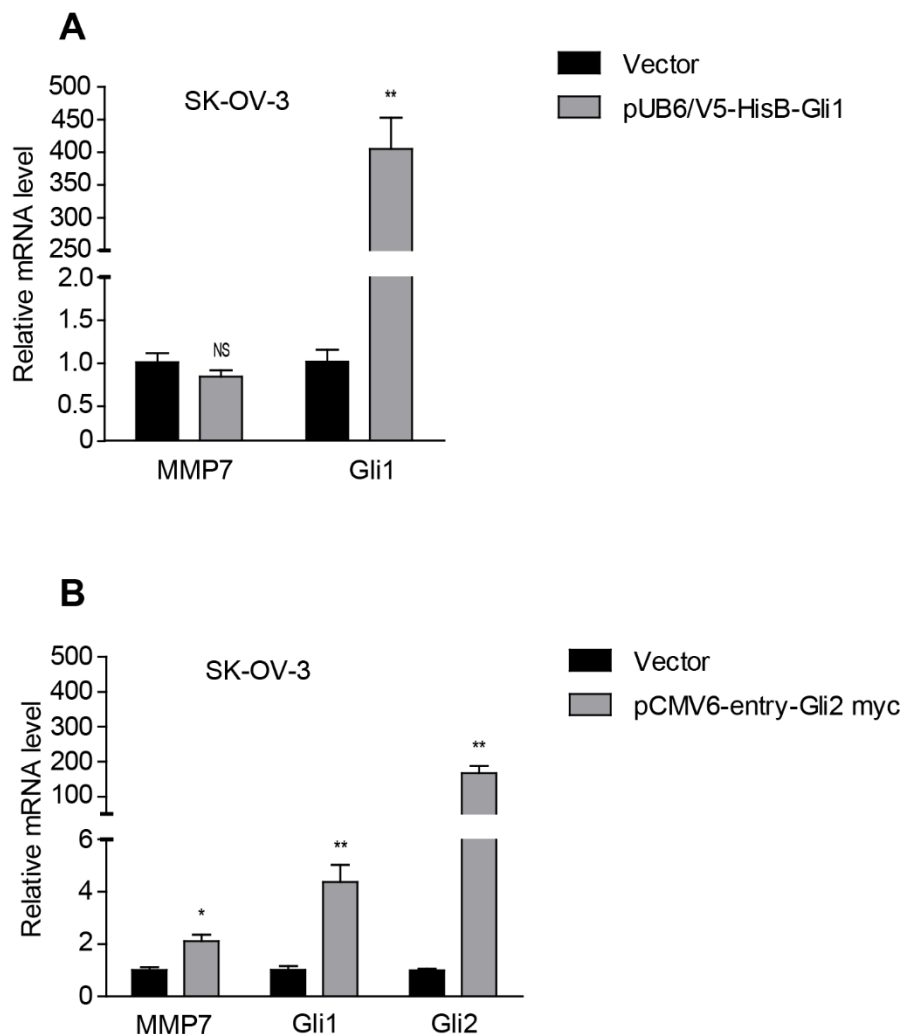 A
Vector
pUB6/V5-HisB-Gli1
SK-OV-3
Relative mRNA level
500
450
400
350
300
250
2.0
1.5
1.0
0.5
0
**
NS
MMP7 Gli1
B
Vector
pCMV6-entry-Gli2 myc
SK-OV-3
Relative mRNA level
500
400
300
200
100
6
4
2
0
*
**
**
MMP7 Gli1 Gli2